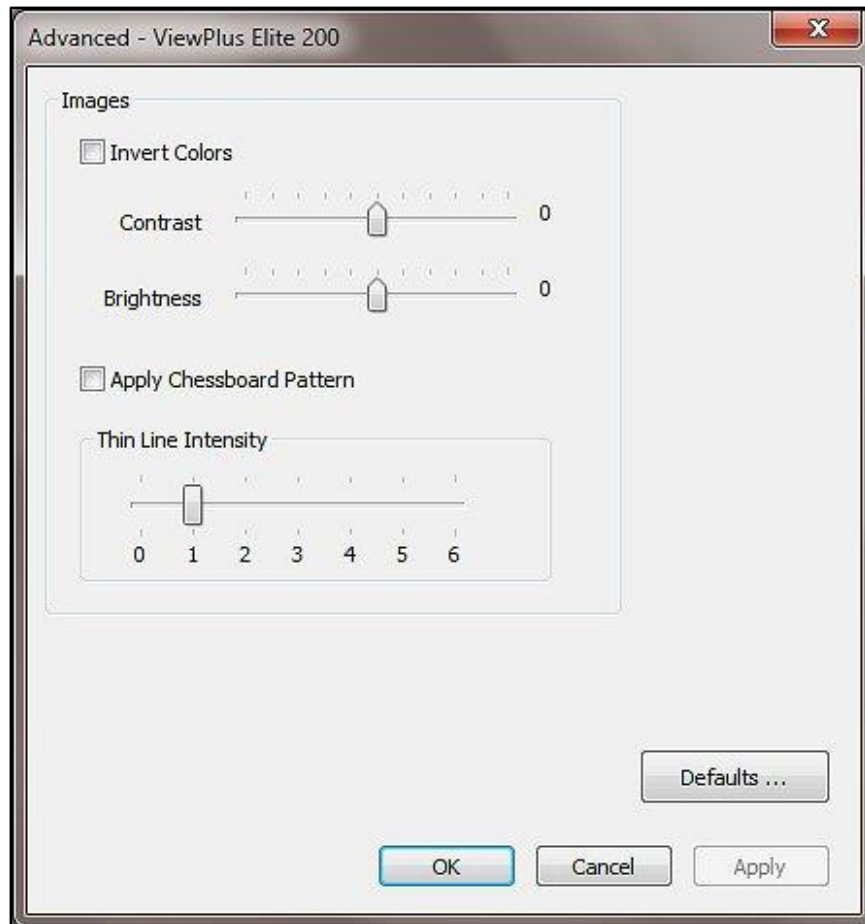 Advanced - ViewPlus Elite 200
X
Images
Invert Colors
Contrast 0
Brightness 0
Apply Chessboard Pattern
Thin Line Intensity
0 1 2 3 4 5 6
Defaults ...
OK Cancel Apply